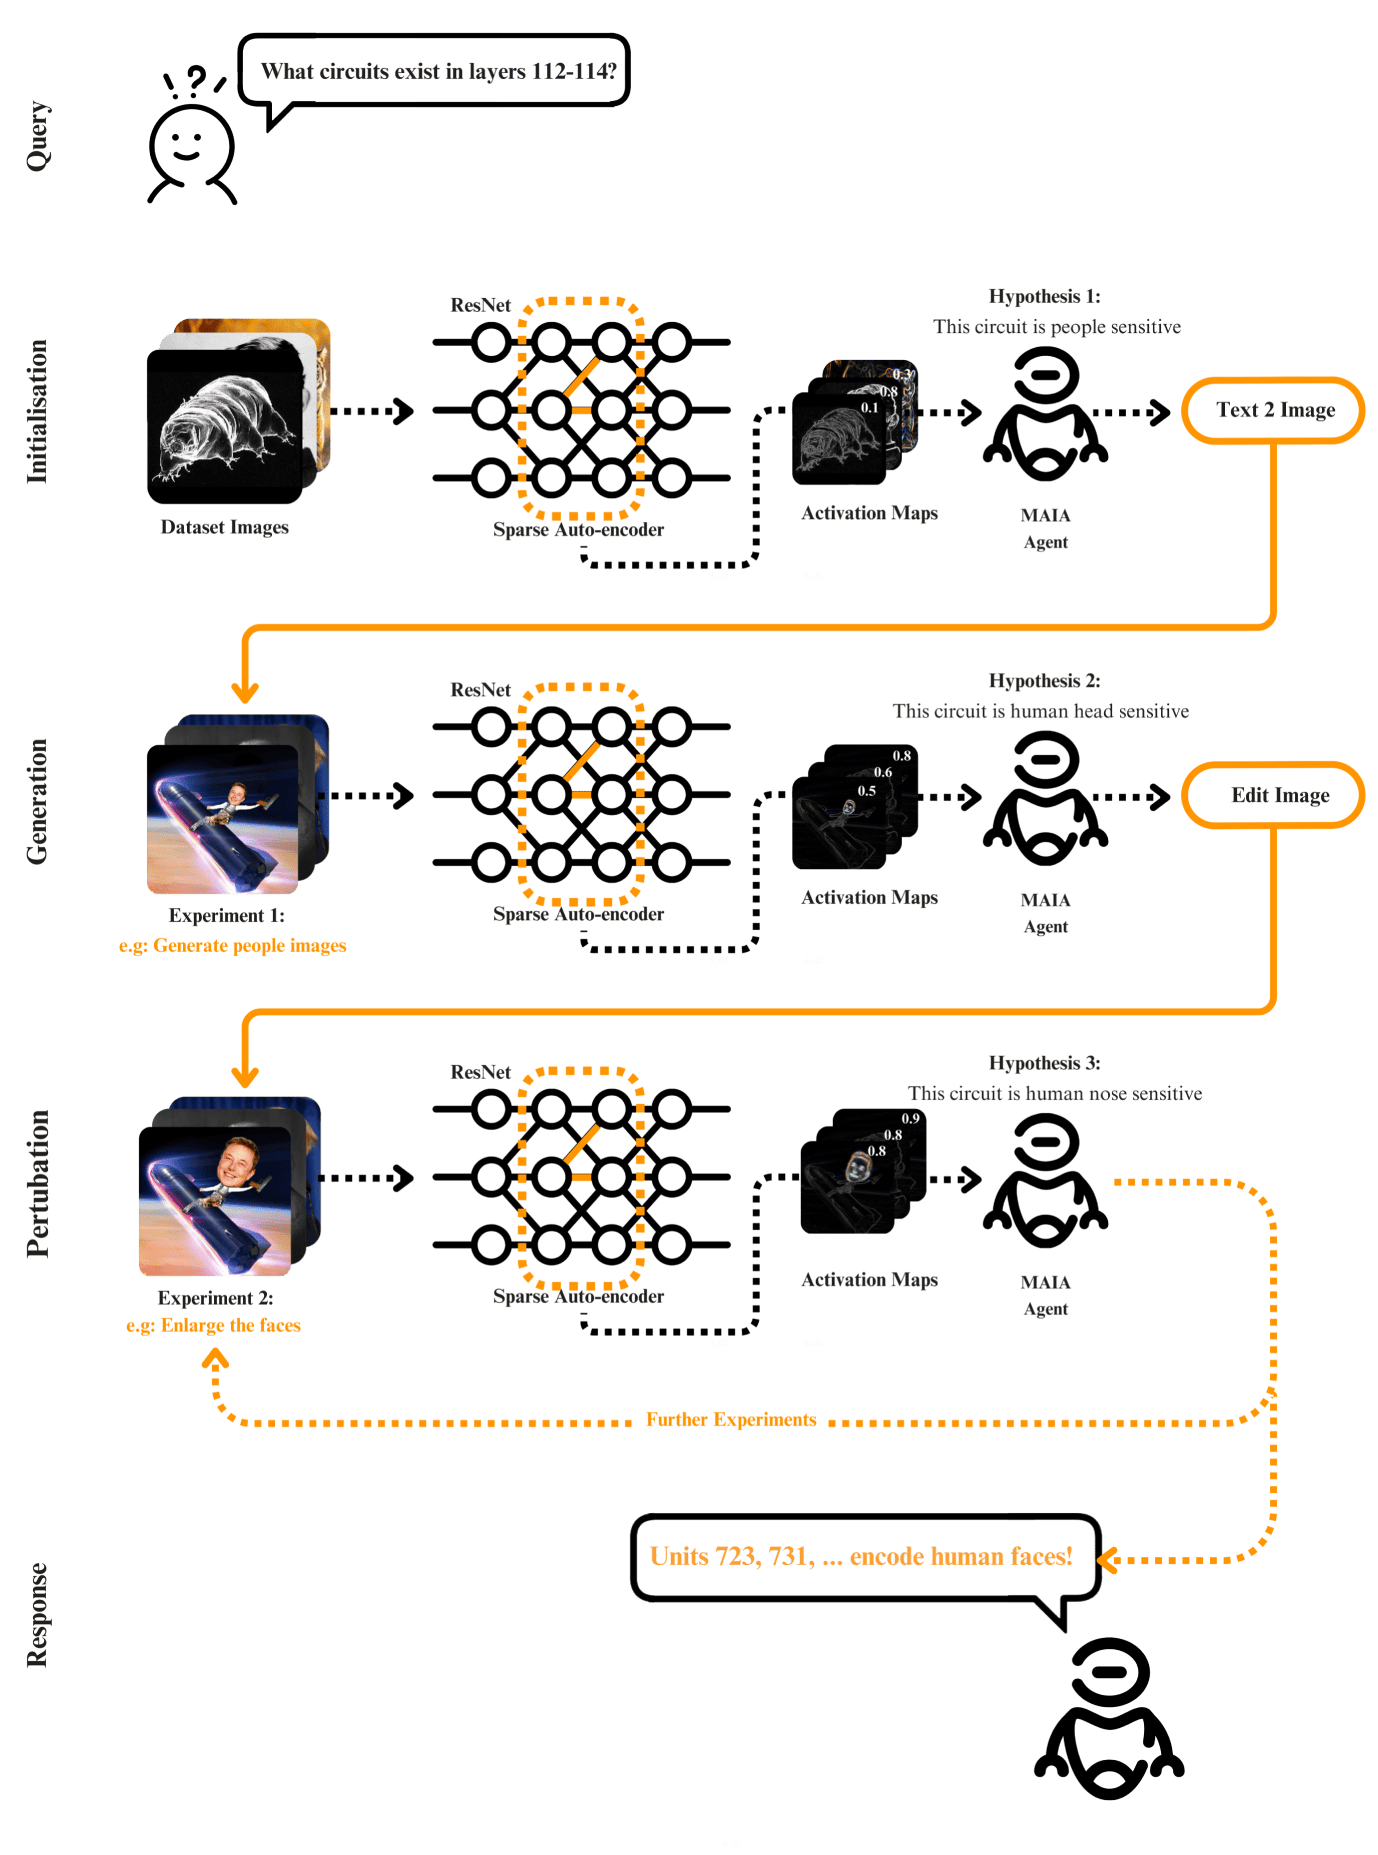 Query
?
What circuits exist in layers 112-114?
Initialisation
Dataset Images
ResNet
Sparse Auto-encoder
0.3
0.8
0.1
Activation Maps
Hypothesis 1:
This circuit is people sensitive
MAIA
Agent
Text 2 Image
Generation
Experiment 1:
e.g: Generate people images
ResNet
Sparse Auto-encoder
0.8
0.6
0.5
Activation Maps
Hypothesis 2:
This circuit is human head sensitive
MAIA
Agent
Edit Image
Pertubation
Experiment 2:
e.g: Enlarge the faces
ResNet
Sparse Auto-encoder
0.9
0.8
0.8
Activation Maps
Hypothesis 3:
This circuit is human nose sensitive
MAIA
Agent
Further Experiments
Response
Units 723, 731, ... encode human faces!